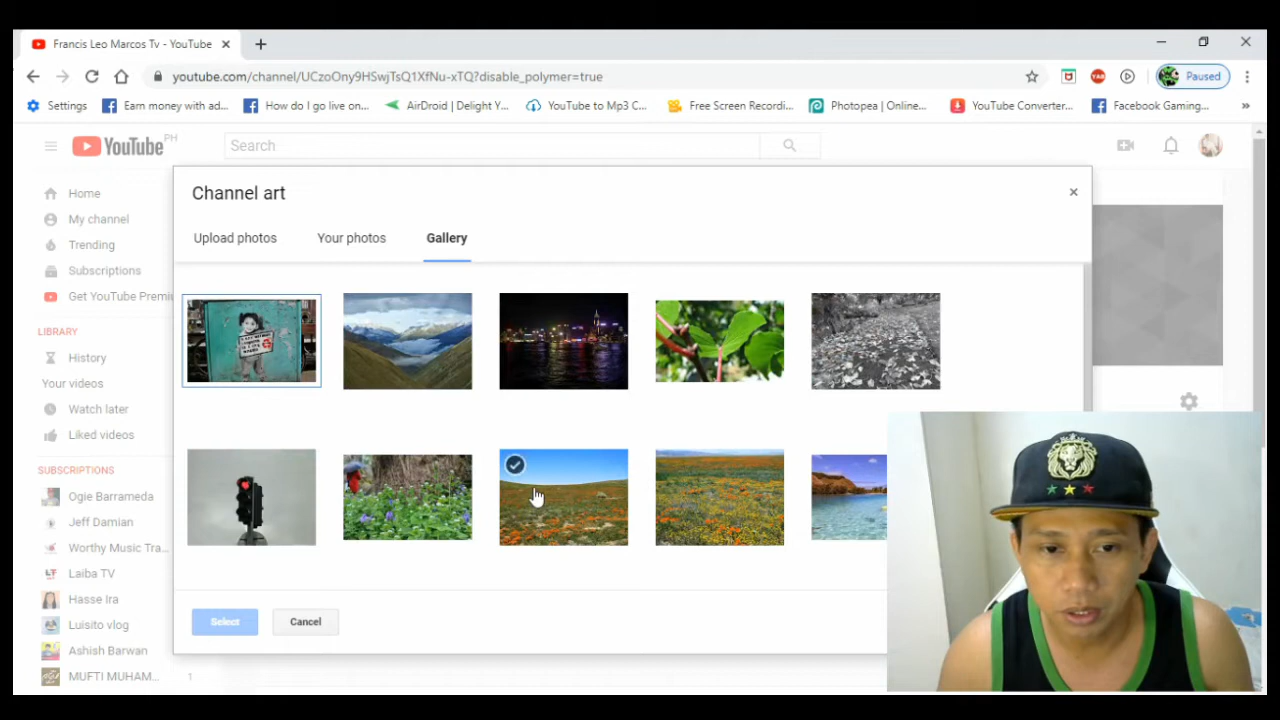 Francis Leo Marcos Tv - YouTube
youtube.com/channel/UCzoOny9HSwjTsQ1XfNu-xTQ?disable_polymer=true
Paused
Settings
Earn money with ad...
How do I go live on...
AirDroid | Delight Y...
YouTube to Mp3 C...
Free Screen Recordi...
Photopea | Online...
YouTube Converter...
Facebook Gaming...
YouTube PH
Search
Channel art
Upload photos
Your photos
Gallery
Home
My channel
Trending
Subscriptions
Get YouTube Premi
LIBRARY
History
Your videos
Watch later
Liked videos
SUBSCRIPTIONS
Ogie Barrameda
Jeff Damian
Worthy Music Tra...
Laiba TV
Hasse Ira
Luisito vlog
Ashish Barwan
MUFTI MUHAM...
1
Select
Cancel